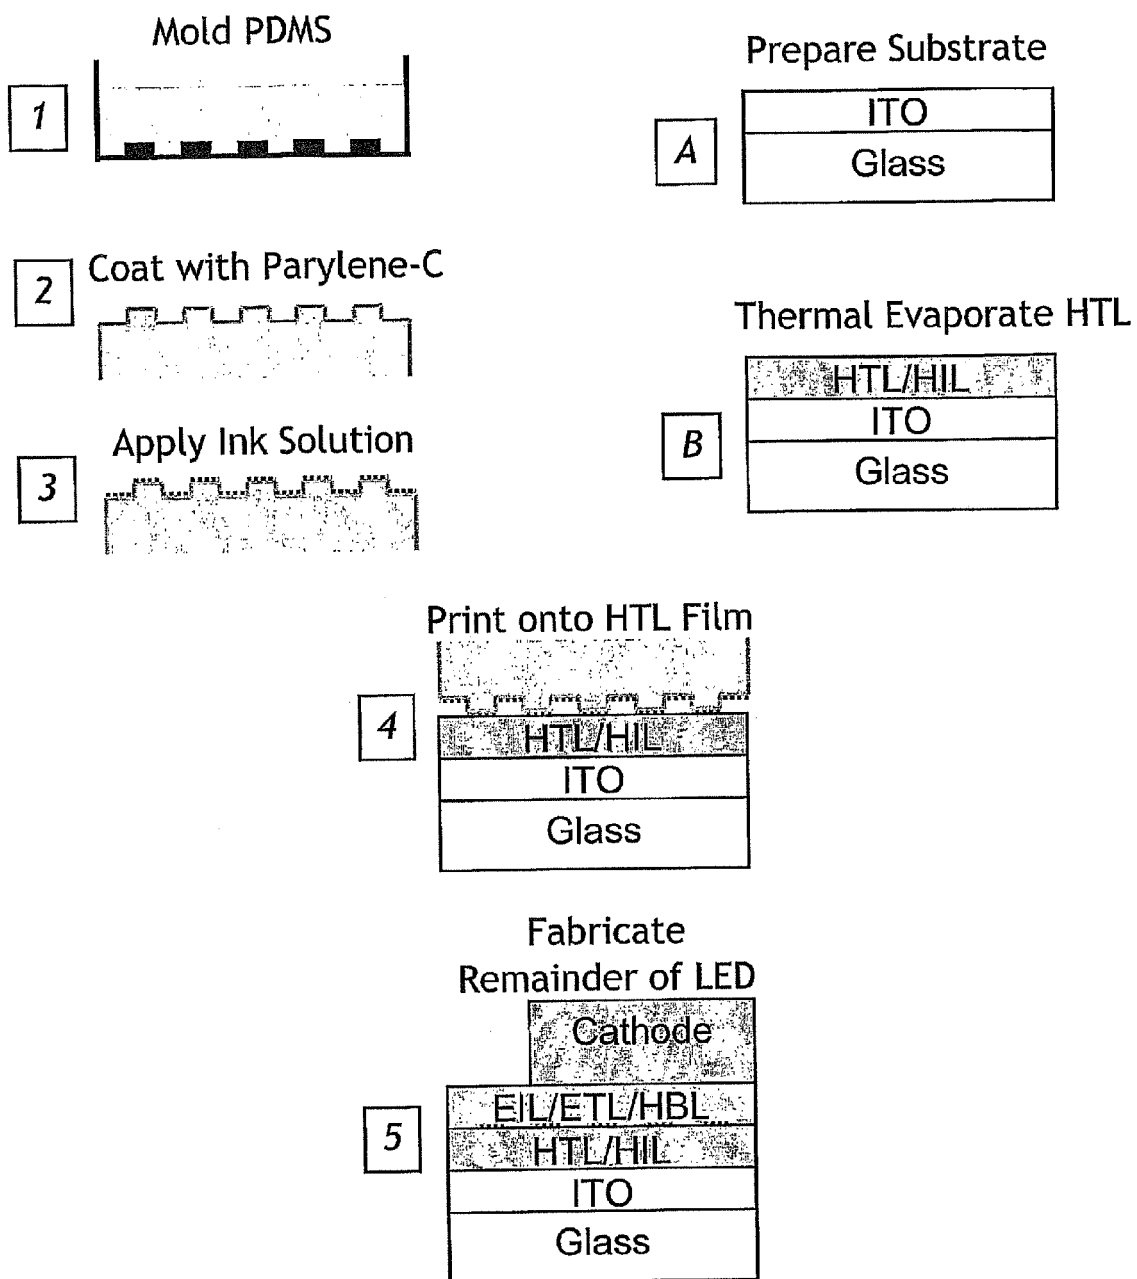 Mold PDMS
1
2
Coat with Parylene-C
Apply Ink Solution
3
Prepare Substrate
A
ITO
Glass
Thermal Evaporate HTL
HTL/HIL
B
ITO
Glass
Print onto HTL Film
4
HTL/HIL
ITO
Glass
Fabricate
Remainder of LED
Cathode
5
EIL/ETL/HBL
HTL/HIL
ITO
Glass